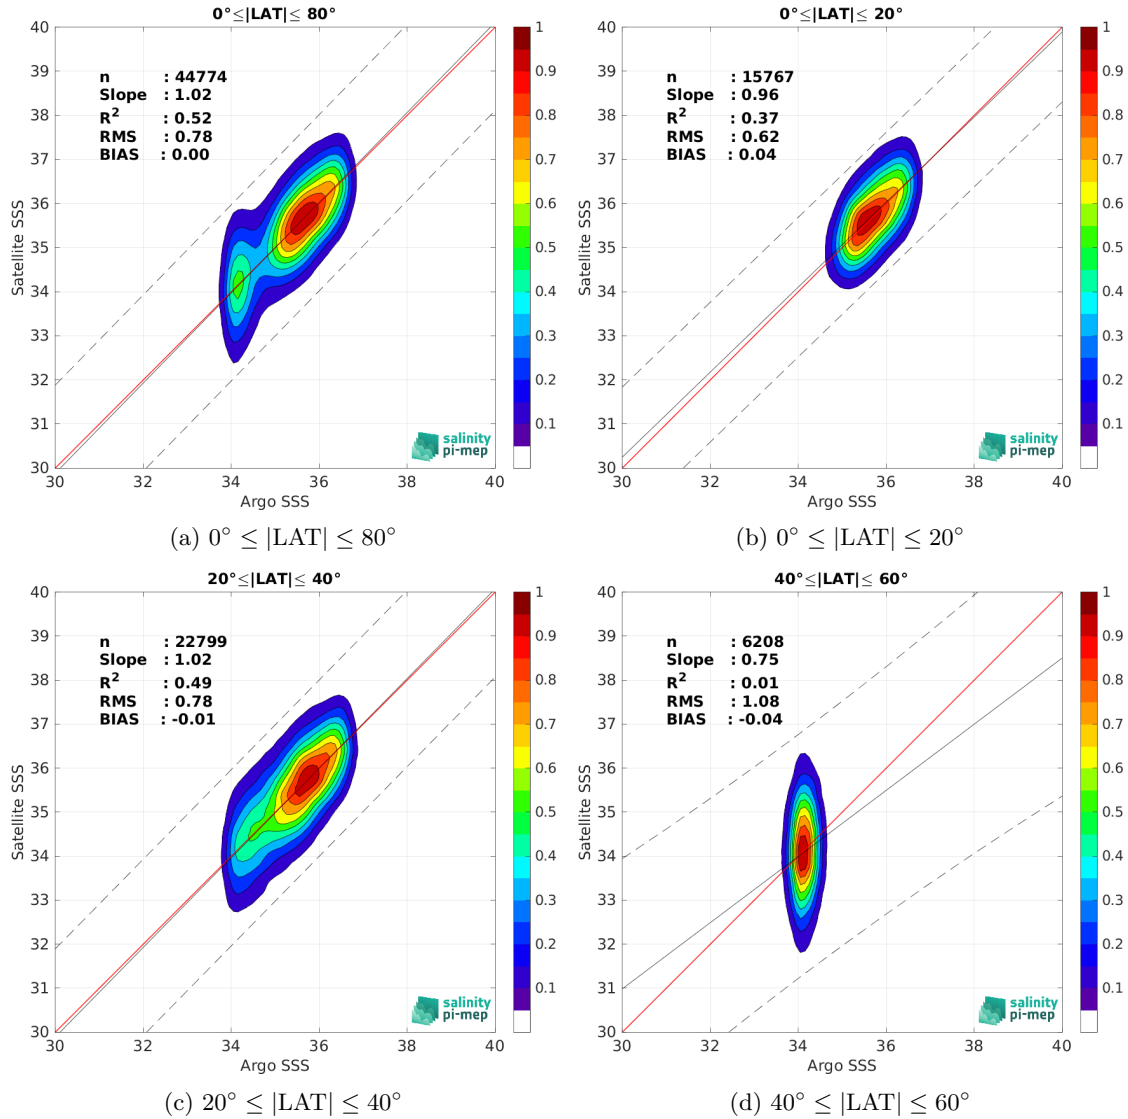 0°≤|LAT|≤ 80°
n : 44774
Slope : 1.02
R2 : 0.52
RMS : 0.78
BIAS : 0.00
Satellite SSS
40
39
38
37
36
35
34
33
32
31
30
30 32 34 36 38 40
Argo SSS
1
0.9
0.8
0.7
0.6
0.5
0.4
0.3
0.2
0.1
salinity
pi-mep
(a) 0° ≤ |LAT| ≤ 80°
0°≤|LAT|≤ 20°
n : 15767
Slope : 0.96
R2 : 0.37
RMS : 0.62
BIAS : 0.04
Satellite SSS
40
39
38
37
36
35
34
33
32
31
30
30 32 34 36 38 40
Argo SSS
1
0.9
0.8
0.7
0.6
0.5
0.4
0.3
0.2
0.1
salinity
pi-mep
(b) 0° ≤ |LAT| ≤ 20°
20°≤|LAT|≤ 40°
n : 22799
Slope : 1.02
R2 : 0.49
RMS : 0.78
BIAS : -0.01
Satellite SSS
40
39
38
37
36
35
34
33
32
31
30
30 32 34 36 38 40
Argo SSS
1
0.9
0.8
0.7
0.6
0.5
0.4
0.3
0.2
0.1
salinity
pi-mep
(c) 20° ≤ |LAT| ≤ 40°
40°≤|LAT|≤ 60°
n : 6208
Slope : 0.75
R2 : 0.01
RMS : 1.08
BIAS : -0.04
Satellite SSS
40
39
38
37
36
35
34
33
32
31
30
30 32 34 36 38 40
Argo SSS
1
0.9
0.8
0.7
0.6
0.5
0.4
0.3
0.2
0.1
salinity
pi-mep
(d) 40° ≤ |LAT| ≤ 60°